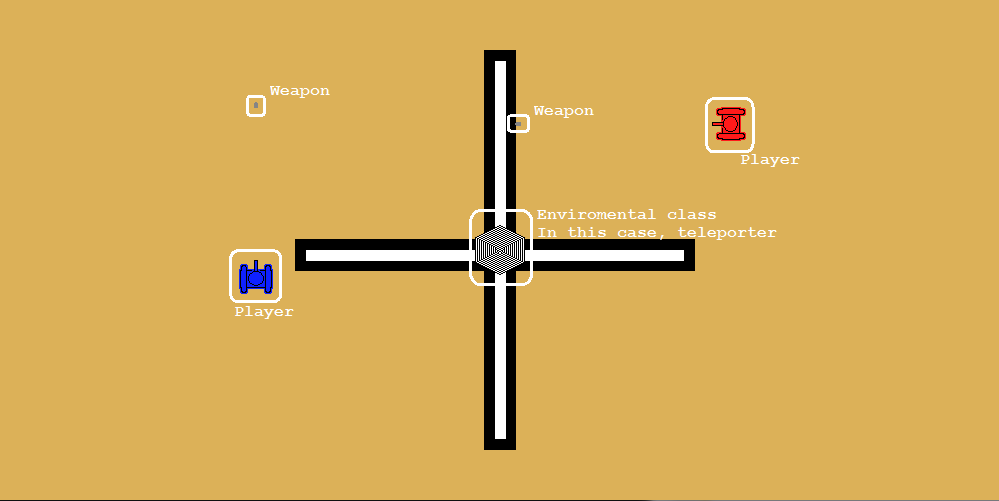 Weapon
Weapon
Player
Enviromental class
In this case, teleporter
Player